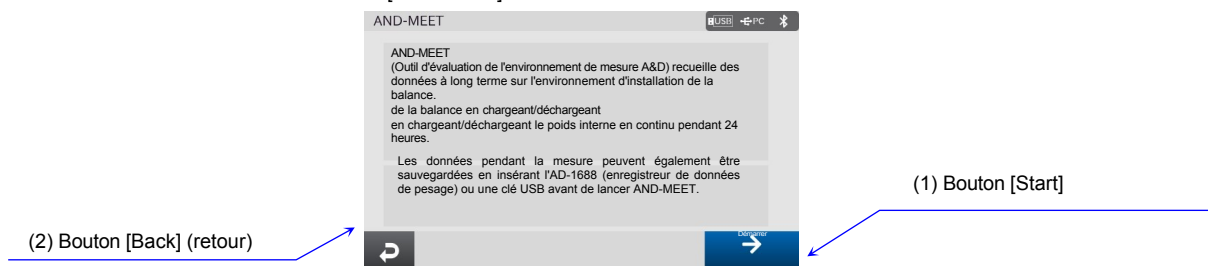 AND-MEET
USB PC
AND-MEET
(Outil d'évaluation de l'environnement de mesure A&D) recueille des
données à long terme sur l'environnement d'installation de la
balance.
de la balance en chargeant/déchargeant
en chargeant/déchargeant le poids interne en continu pendant 24
heures.
Les données pendant la mesure peuvent également être
sauvegardées en insérant l'AD-1688 (enregistreur de données
de pesage) ou une clé USB avant de lancer AND-MEET.
(1) Bouton [Start]
(2) Bouton [Back] (retour)
Démarrer